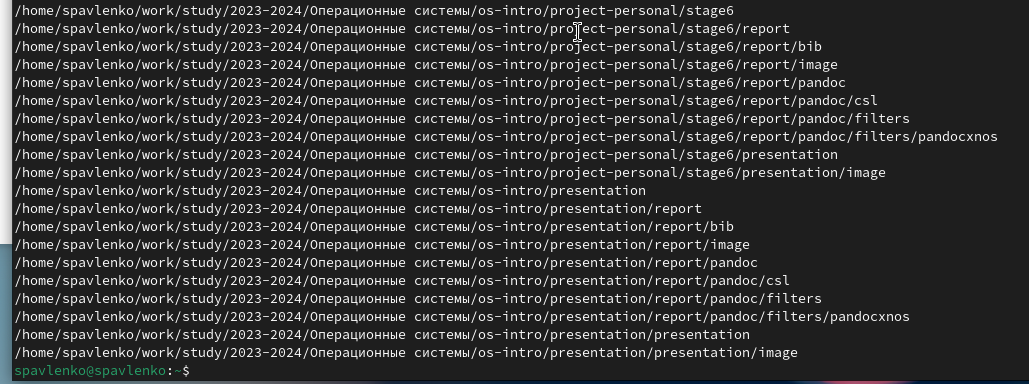 /home/spavlenko/work/study/2023-2024/Операционные системы/os-intro/project-personal/stage6
/home/spavlenko/work/study/2023-2024/Операционные системы/os-intro/project-personal/stage6/report
/home/spavlenko/work/study/2023-2024/Операционные системы/os-intro/project-personal/stage6/report/bib
/home/spavlenko/work/study/2023-2024/Операционные системы/os-intro/project-personal/stage6/report/image
/home/spavlenko/work/study/2023-2024/Операционные системы/os-intro/project-personal/stage6/report/pandoc
/home/spavlenko/work/study/2023-2024/Операционные системы/os-intro/project-personal/stage6/report/pandoc/csl
/home/spavlenko/work/study/2023-2024/Операционные системы/os-intro/project-personal/stage6/report/pandoc/filters
/home/spavlenko/work/study/2023-2024/Операционные системы/os-intro/project-personal/stage6/report/pandoc/filters/pandocxnos
/home/spavlenko/work/study/2023-2024/Операционные системы/os-intro/project-personal/stage6/presentation
/home/spavlenko/work/study/2023-2024/Операционные системы/os-intro/project-personal/stage6/presentation/image
/home/spavlenko/work/study/2023-2024/Операционные системы/os-intro/presentation
/home/spavlenko/work/study/2023-2024/Операционные системы/os-intro/presentation/report
/home/spavlenko/work/study/2023-2024/Операционные системы/os-intro/presentation/report/bib
/home/spavlenko/work/study/2023-2024/Операционные системы/os-intro/presentation/report/image
/home/spavlenko/work/study/2023-2024/Операционные системы/os-intro/presentation/report/pandoc
/home/spavlenko/work/study/2023-2024/Операционные системы/os-intro/presentation/report/pandoc/csl
/home/spavlenko/work/study/2023-2024/Операционные системы/os-intro/presentation/report/pandoc/filters
/home/spavlenko/work/study/2023-2024/Операционные системы/os-intro/presentation/report/pandoc/filters/pandocxnos
/home/spavlenko/work/study/2023-2024/Операционные системы/os-intro/presentation/presentation
/home/spavlenko/work/study/2023-2024/Операционные системы/os-intro/presentation/presentation/image
spavlenko@spavlenko:~$